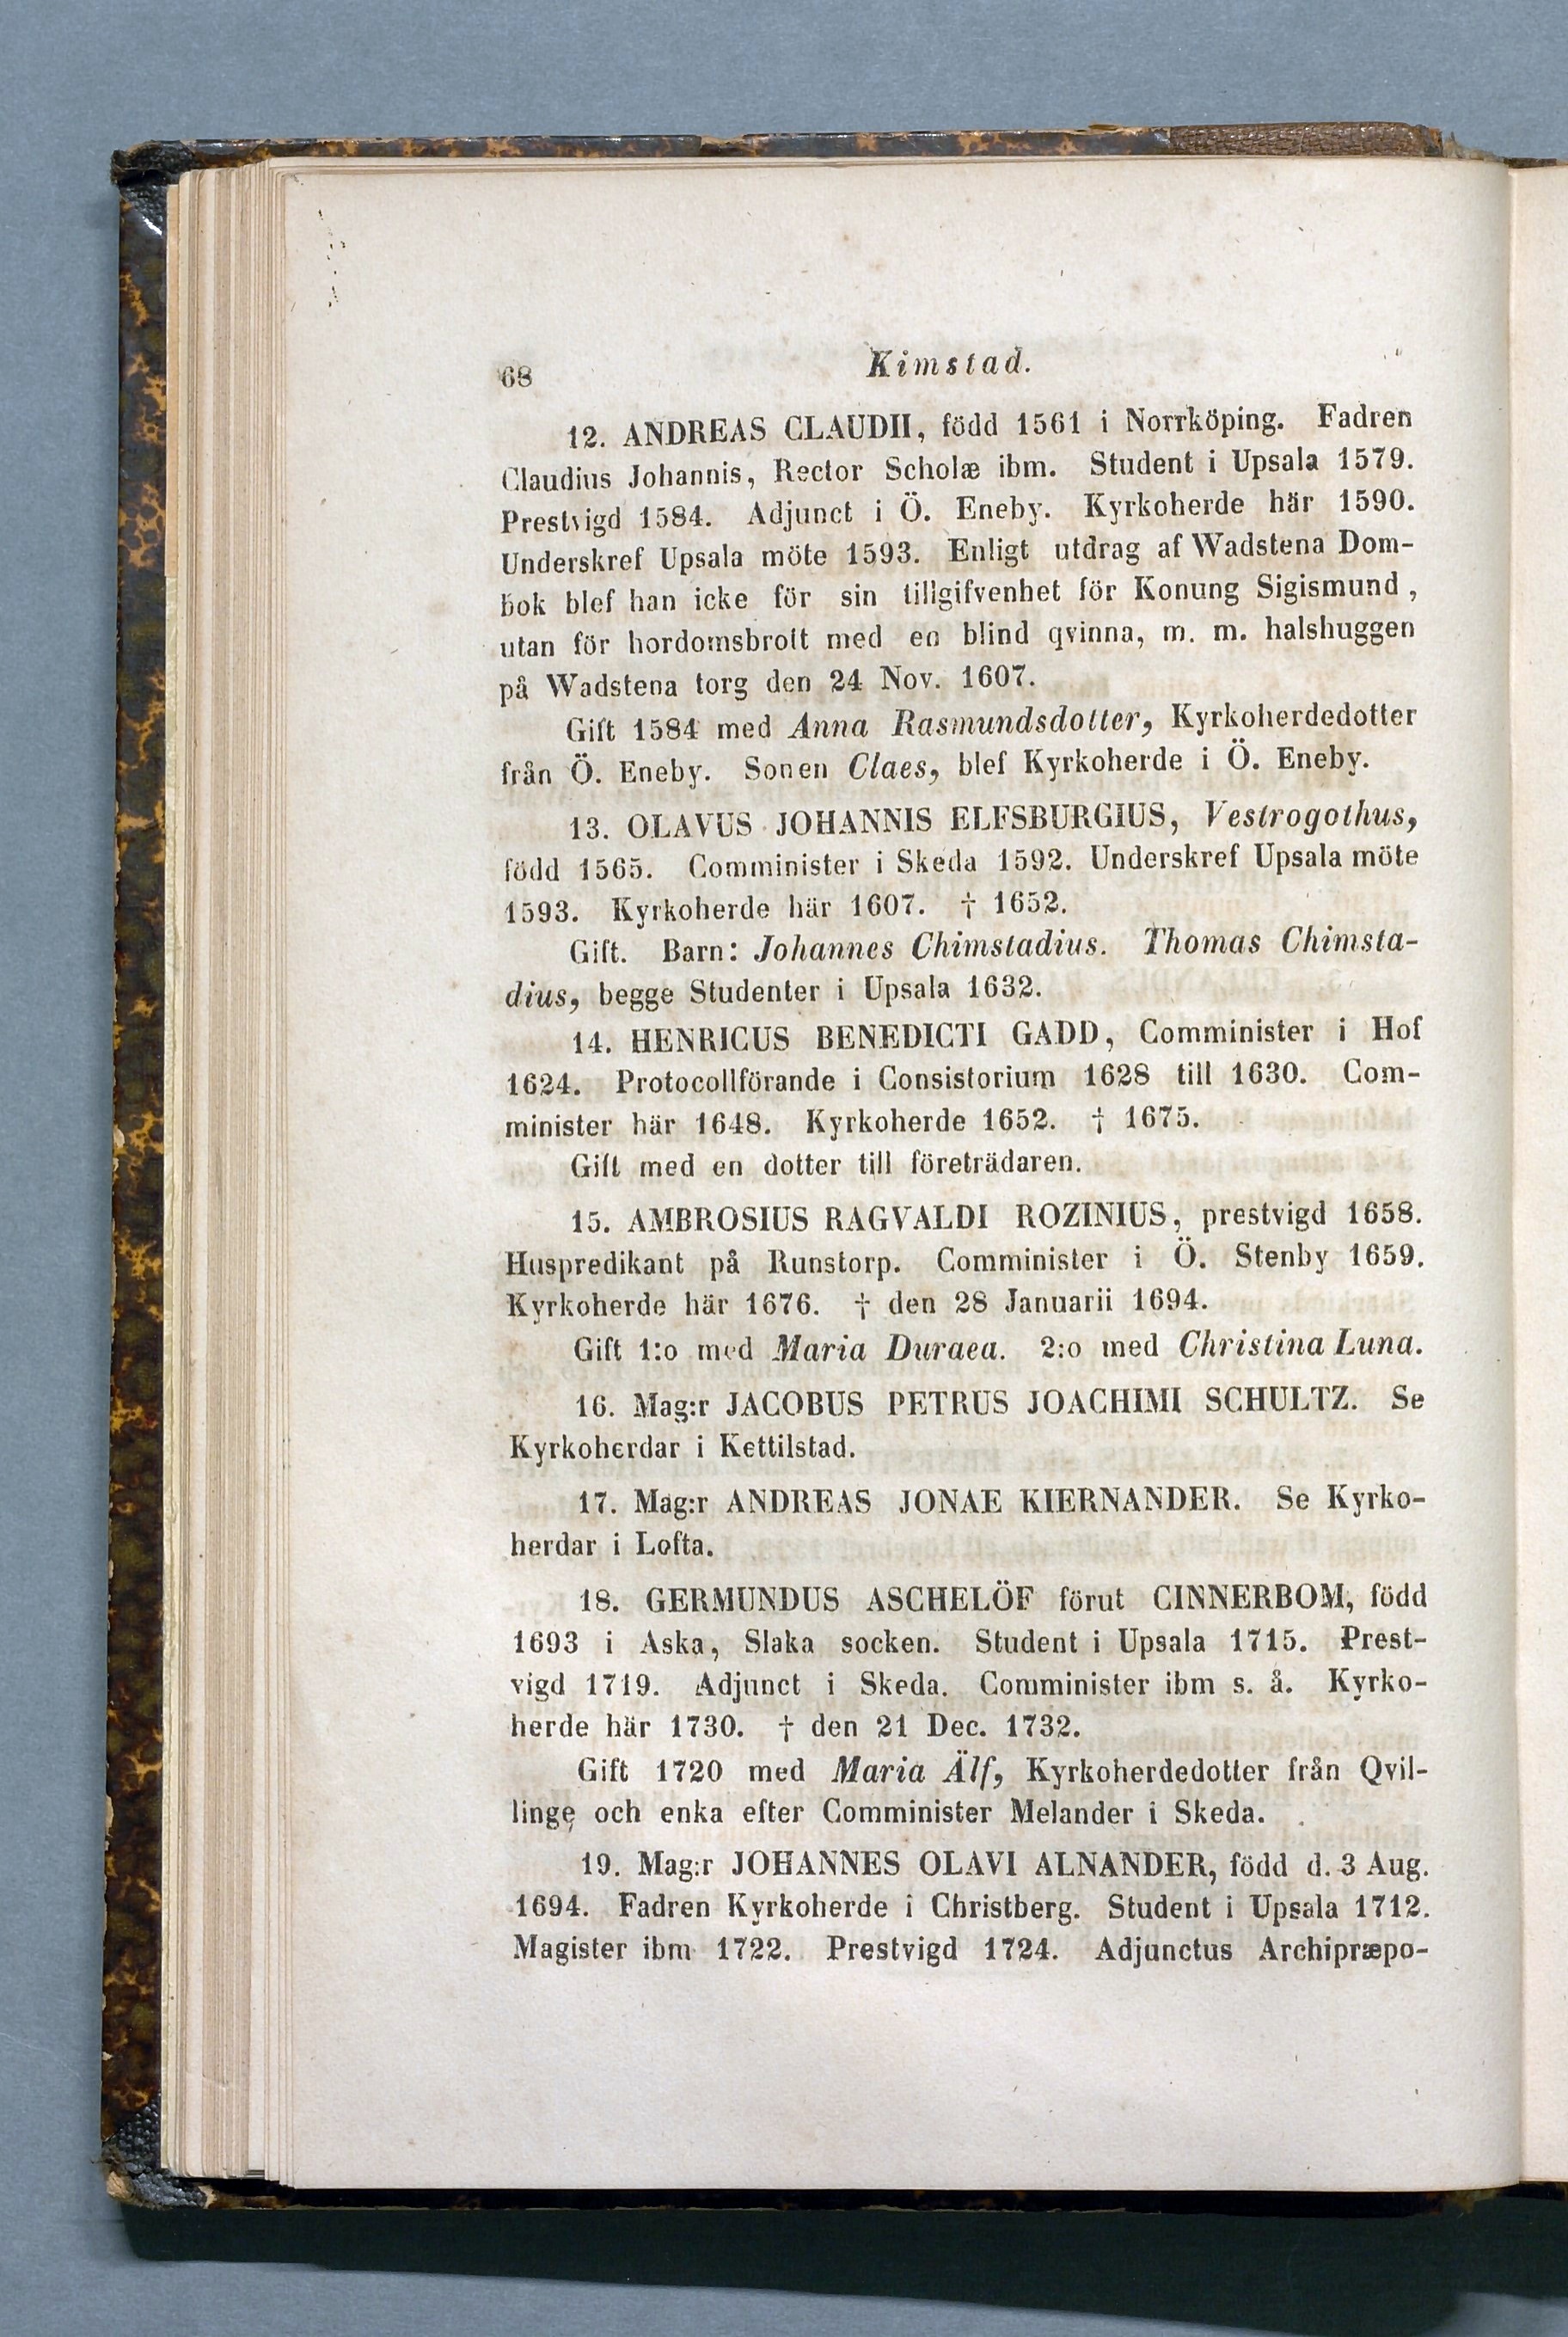 68 Kimstad.
12. ANDREAS CLAUDII, född 1561 i Norrköping. Fadren
Claudius Johannis, Rector Scholæ ibm. Student i Upsala 1579.
Prestvigd 1584. Adjunct i Ö. Eneby. Kyrkoherde här 1590.
Underskref Upsala möte 1593. Enligt utdrag af Wadstena Dom-
bok blef han icke för sin tillgifvenhet för Konung Sigismund,
utan för hordomsbrott med en blind qvinna, m. m. halshuggen
på Wadstena torg den 24 Nov. 1607.
Gift 1584 med Anna Rasmundsdotter, Kyrkoherdedotter
från Ö. Eneby. Sonen Claes, blef Kyrkoherde i Ö. Eneby.
13. OLAVUS JOHANNIS ELFSBURGIUS, Vestrogothus,
född 1565. Comminister i Skeda 1592. Underskref Upsala möte
1593. Kyrkoherde här 1607. † 1652.
Gift. Barn: Johannes Chimstadius. Thomas Chimsta-
dius, begge Studenter i Upsala 1632.
14. HENRICUS BENEDICTI GADD, Comminister i Hof
1624. Protocollförande i Consistorium 1628 till 1630. Com-
minister här 1648. Kyrkoherde 1652. † 1675.
Gift med en dotter till företrädaren.
15. AMBROSIUS RAGVALDI ROZINIUS, prestvigd 1658.
Huspredikant på Runstorp. Comminister i Ö. Stenby 1659.
Kyrkoherde här 1676. † den 28 Januarii 1694.
Gift 1:o med Maria Duraea. 2:o med Christina Luna.
16. Mag:r JACOBUS PETRUS JOACHIMI SCHULTZ. Se
Kyrkoherdar i Kettilstad.
17. Mag:r ANDREAS JONAE KIERNANDER. Se Kyrko-
herdar i Lofta.
18. GERMUNDUS ASCHELÖF förut CINNERBOM, född
1693 i Aska, Slaka socken. Student i Upsala 1715. Prest-
vigd 1719. Adjunct i Skeda. Comminister ibm s. å. Kyrko-
herde här 1730. † den 21 Dec. 1732.
Gift 1720 med Maria Älf, Kyrkoherdedotter från Qvil-
linge och enka efter Comminister Melander i Skeda.
19. Mag:r JOHANNES OLAVI ALNANDER, född d. 3 Aug.
1694. Fadren Kyrkoherde i Christberg. Student i Upsala 1712.
Magister ibm 1722. Prestvigd 1724. Adjunctus Archipræpo-